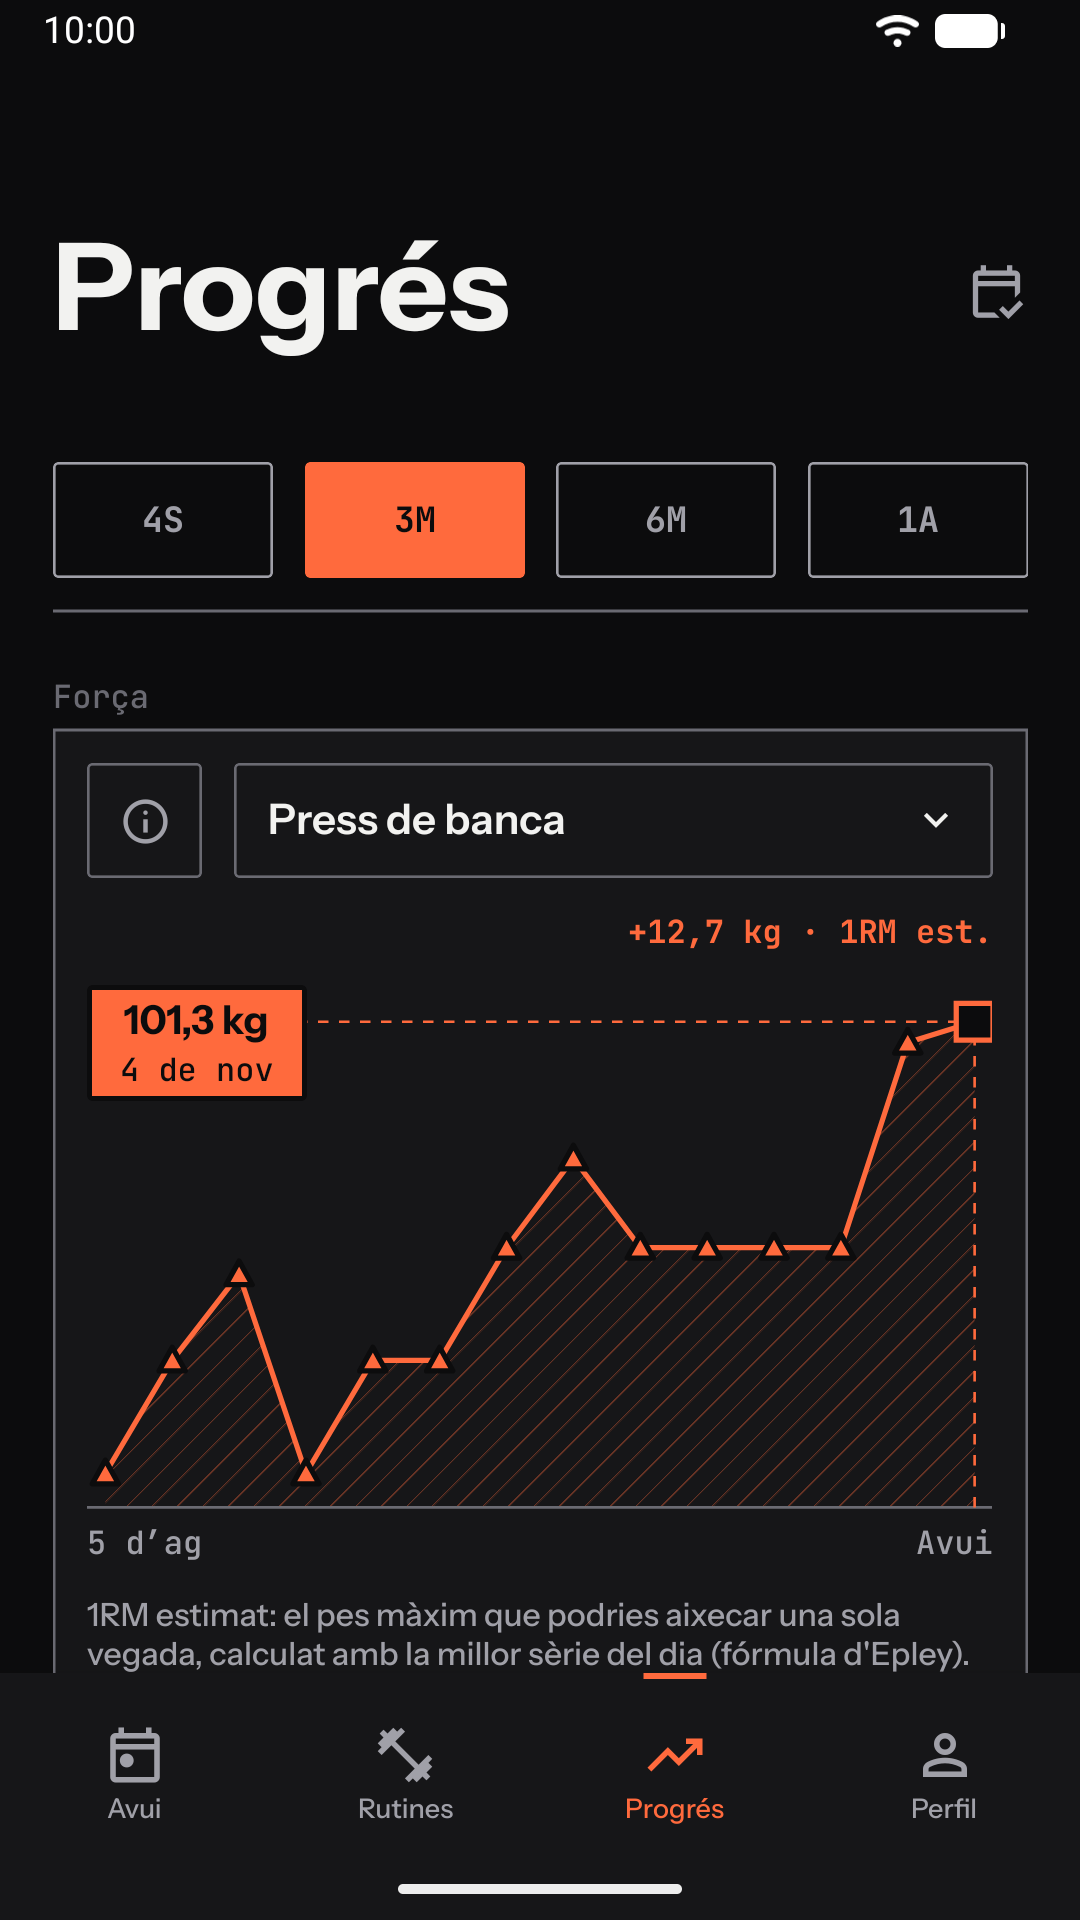 10:00
Progrés
4S
3M
6M
1A
Força
Press de banca
+12,7 kg · 1RM est.
101,3 kg
4 de nov
5 d’ag
Avui
1RM estimat: el pes màxim que podries aixecar una sola
vegada, calculat amb la millor sèrie del dia (fórmula d'Epley).
Avui
Rutines
Progrés
Perfil